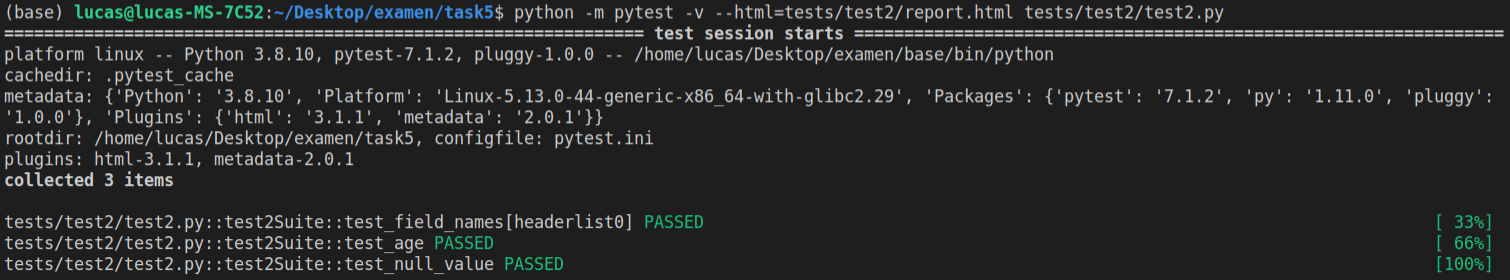 (base) lucas@lucas-MS-7C52:~/Desktop/examen/task5$ python -m pytest -v --html=tests/test2/report.html tests/test2/test2.py
================================================================ test session starts =================================================================
platform linux -- Python 3.8.10, pytest-7.1.2, pluggy-1.0.0 -- /home/lucas/Desktop/examen/base/bin/python
cachedir: .pytest_cache
metadata: {'Python': '3.8.10', 'Platform': 'Linux-5.13.0-44-generic-x86_64-with-glibc2.29', 'Packages': {'pytest': '7.1.2', 'py': '1.11.0', 'pluggy':
'1.0.0'}, 'Plugins': {'html': '3.1.1', 'metadata': '2.0.1'}}
rootdir: /home/lucas/Desktop/examen/task5, configfile: pytest.ini
plugins: html-3.1.1, metadata-2.0.1
collected 3 items

tests/test2/test2.py::test2Suite::test_field_names[headerlist0] PASSED [ 33%]
tests/test2/test2.py::test2Suite::test_age PASSED [ 66%]
tests/test2/test2.py::test2Suite::test_null_value PASSED [100%]